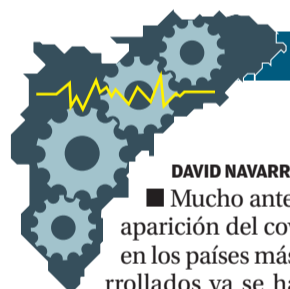 DAVID NAVARR
■ Mucho ante
aparición del cov
en los países más
rrollados ya se ha